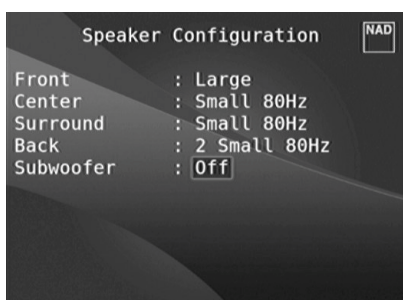 Speaker Configuration
NAD
Front : Large
Center : Small 80Hz
Surround : Small 80Hz
Back : 2 Small 80Hz
Subwoofer : Off